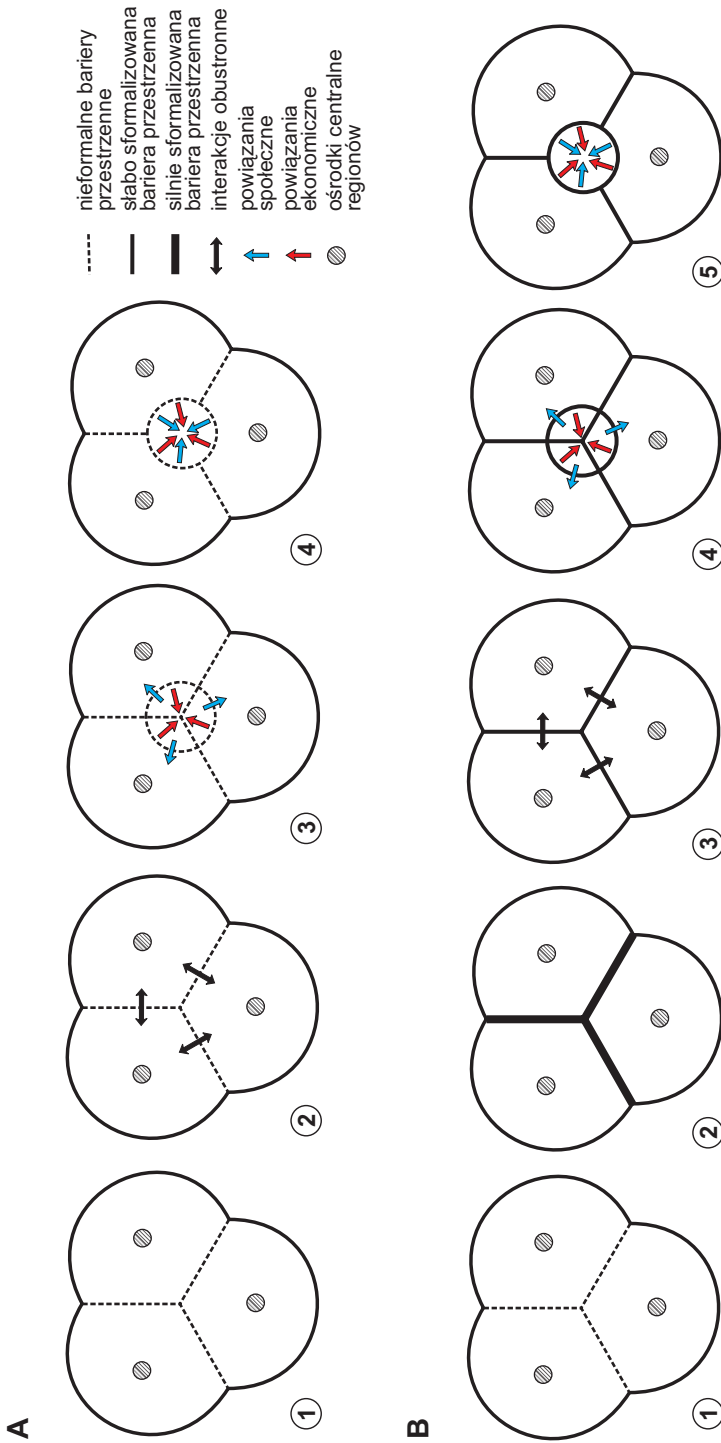 A
1
2
3
4
nieformalne bariery
przestrzenne
słabo sformalizowana
bariera przestrzenna
silnie sformalizowana
bariera przestrzenna
interakcje obustronne
powiązania
społeczne
powiązania
ekonomiczne
ośrodki centralne
regionów
B
1
2
3
4
5